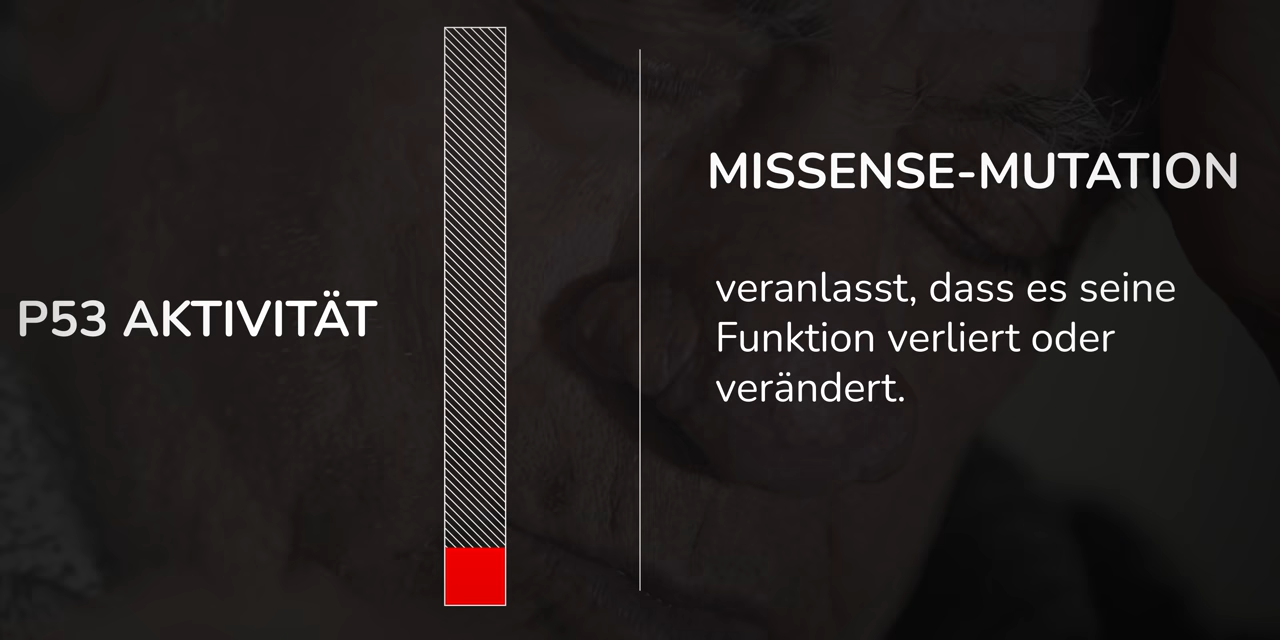 P53 AKTIVITÄT
MISSENSE-MUTATION
veranlasst, dass es seine
Funktion verliert oder
verändert.